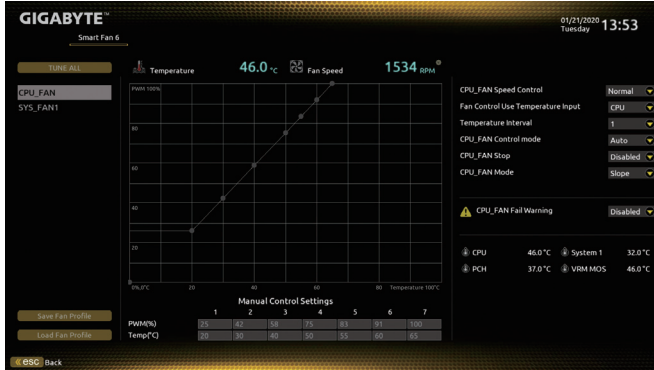 GIGABYTE™
01/21/2020 Tuesday 13:53
Smart Fan 6
TUNE ALL
Temperature 46.0 °C Fan Speed 1534 RPM
CPU_FAN
SYS_FAN1
PWM 100%
80
60
40
20
0%,0°C 20 40 60 80 Temperature 100°C
CPU_FAN Speed Control Normal
Fan Control Use Temperature Input CPU
Temperature Interval 1
CPU_FAN Control mode Auto
CPU_FAN Stop Disabled
CPU_FAN Mode Slope
CPU_FAN Fail Warning Disabled
CPU 46.0°C System 1 32.0°C
PCH 37.0°C VRM MOS 46.0°C
Manual Control Settings
1 2 3 4 5 6 7
PWM(%) 25 42 58 75 83 91 100
Temp(°C) 20 30 40 50 55 60 65
Save Fan Profile
Load Fan Profile
esc Back